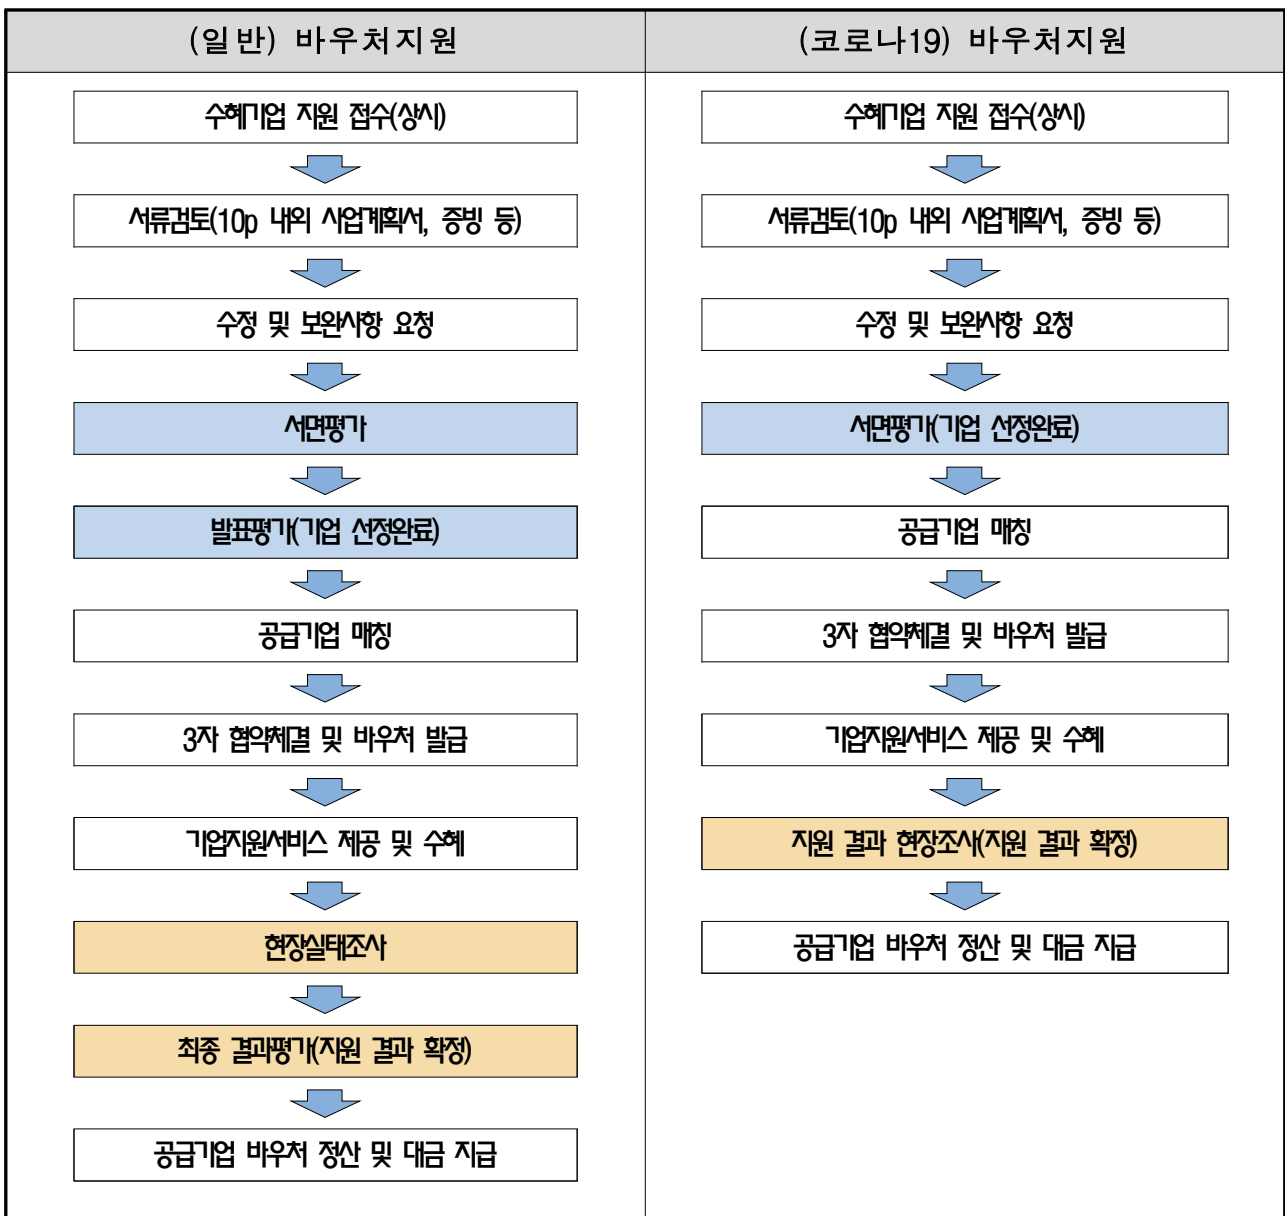 (일반) 바우처지원
수혜기업 지원 접수(상시)
서류검토(10p 내외 사업계획서, 증빙 등)
수정 및 보완사항 요청
서면평가
발표평가(기업 선정완료)
공급기업 매칭
3자 협약체결 및 바우처 발급
기업지원서비스 제공 및 수혜
현장실태조사
최종 결과평가(지원 결과 확정)
공급기업 바우처 정산 및 대금 지급
(코로나19) 바우처지원
수혜기업 지원 접수(상시)
서류검토(10p 내외 사업계획서, 증빙 등)
수정 및 보완사항 요청
서면평가(기업 선정완료)
공급기업 매칭
3자 협약체결 및 바우처 발급
기업지원서비스 제공 및 수혜
지원 결과 현장조사(지원 결과 확정)
공급기업 바우처 정산 및 대금 지급